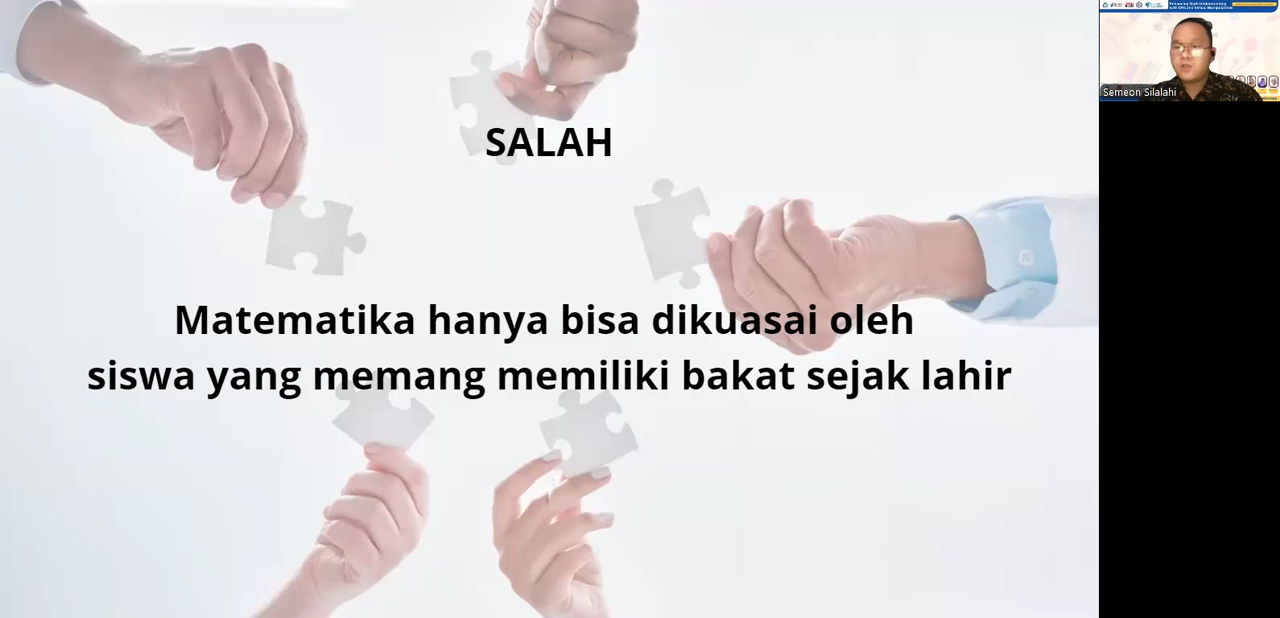 SALAH
Matematika hanya bisa dikuasai oleh
siswa yang memang memiliki bakat sejak lahir
Semeon Silalahi